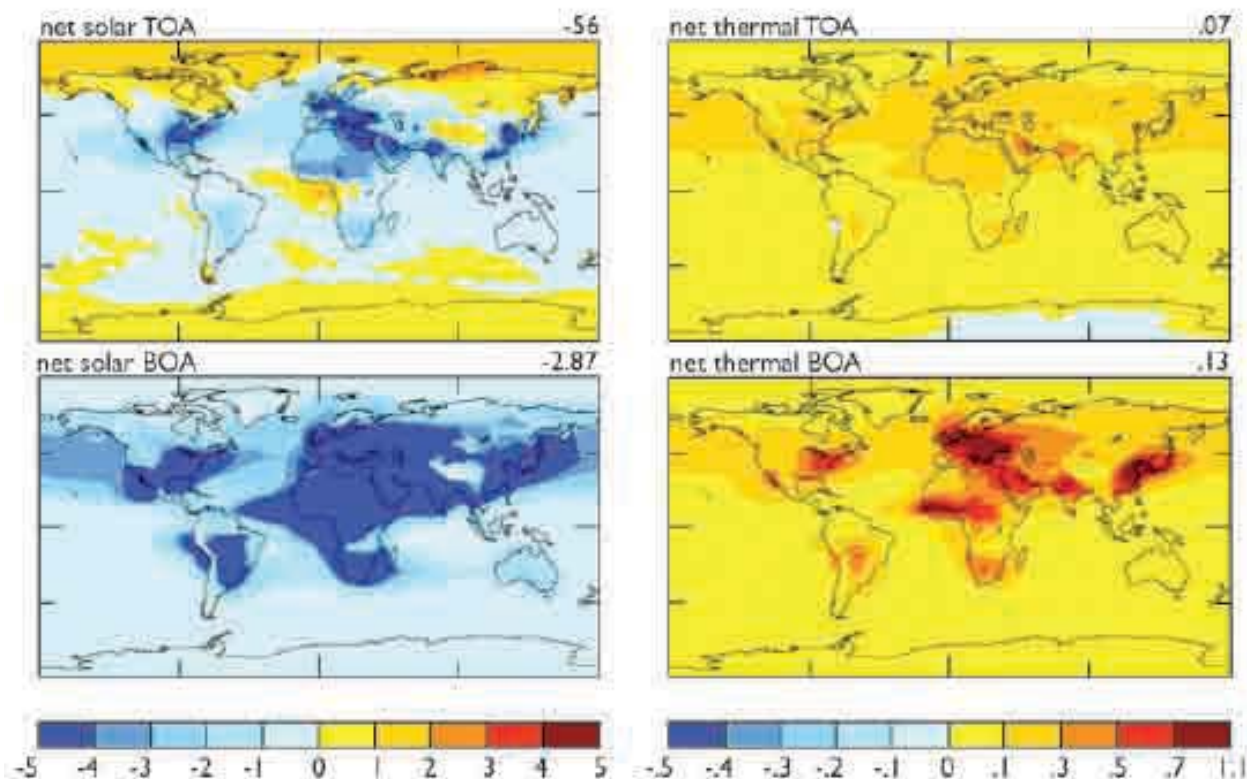 net solar TOA -.56
net thermal TOA .07
net solar BOA -2.87
net thermal BOA .13
-5 -4 -3 -2 -1 0 1 2 3 4 5
-.5 -.4 -.3 -.2 -.1 0 .1 .3 .5 .7 1.1